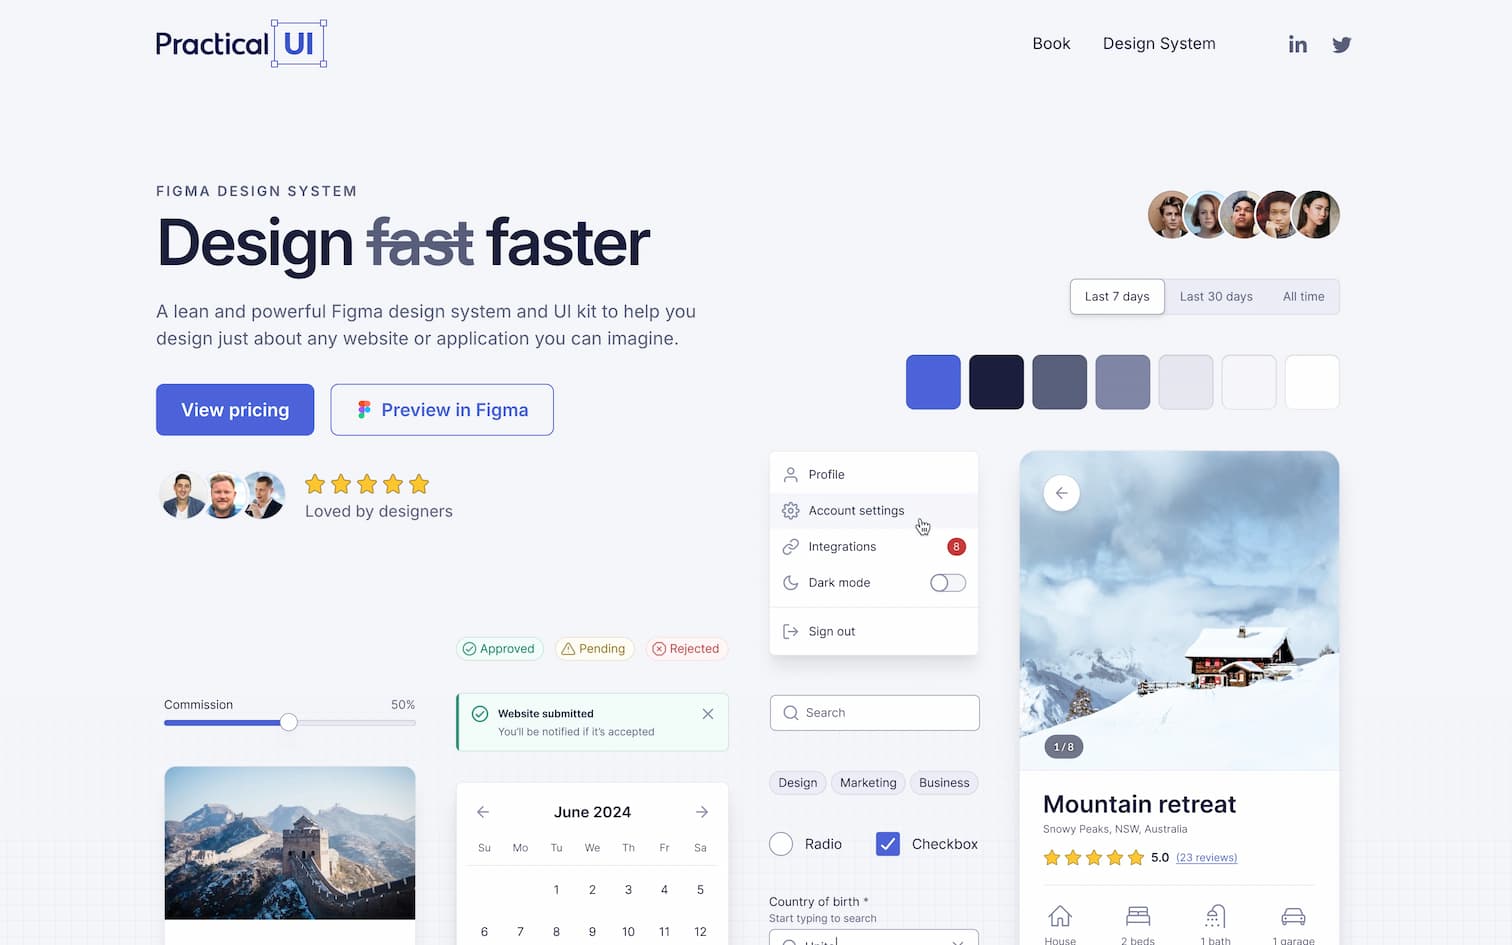 Practical UI
Book
Design System
FIGMA DESIGN SYSTEM
Design fast faster
A lean and powerful Figma design system and UI kit to help you
design just about any website or application you can imagine.
View pricing
Preview in Figma
Loved by designers
Last 7 days
Last 30 days
All time
Profile
Account settings
Integrations
8
Dark mode
Sign out
Approved
Pending
Rejected
Commission
50%
Website submitted
You'll be notified if it's accepted
June 2024
Su Mo Tu We Th Fr Sa
1 2 3 4 5
6 7 8 9 10 11 12
Search
Design
Marketing
Business
Radio
Checkbox
Country of birth *
Start typing to search
1/8
Mountain retreat
Snowy Peaks, NSW, Australia
5.0 (23 reviews)
House
2 beds
1 bath
1 garage